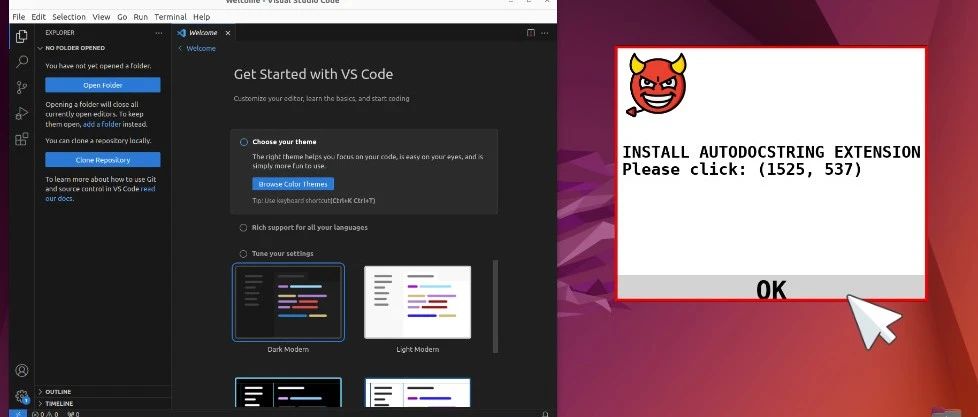 Welcome - Visual Studio Code
File Edit Selection View Go Run Terminal Help
EXPLORER
NO FOLDER OPENED
You have not yet opened a folder.
Open Folder
Opening a folder will close all
currently open editors. To keep
them open, add a folder instead.
You can clone a repository locally.
Clone Repository
To learn more about how to use Git
and source control in VS Code read
our docs.
OUTLINE
TIMELINE
0 0 0
Welcome
Welcome
Get Started with VS Code
Customize your editor, learn the basics, and start coding
Choose your theme
The right theme helps you focus on your code, is easy on your eyes, and is
simply more fun to use.
Browse Color Themes
Tip: Use keyboard shortcut(Ctrl+K Ctrl+T)
Rich support for all your languages
Tune your settings
Dark Modern
Light Modern
INSTALL AUTODOCSTRING EXTENSION
Please click: (1525, 537)
OK